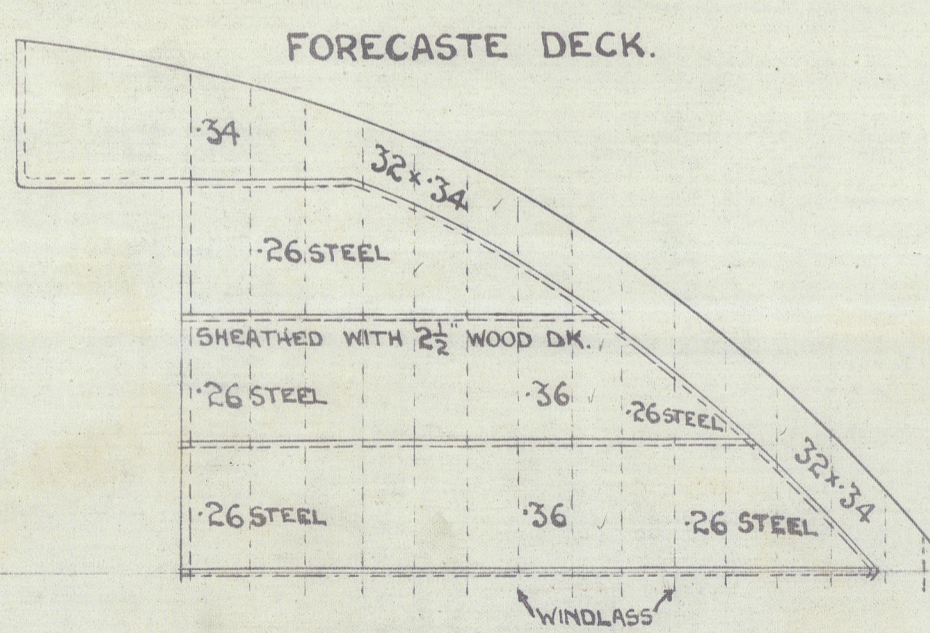 FORECASTE DECK.
·34
32 × ·34
·26 STEEL
SHEATHED WITH 2½" WOOD DK.
·26 STEEL ·36 ·26 STEEL
32 × ·34
·26 STEEL ·36 ·26 STEEL
WINDLASS